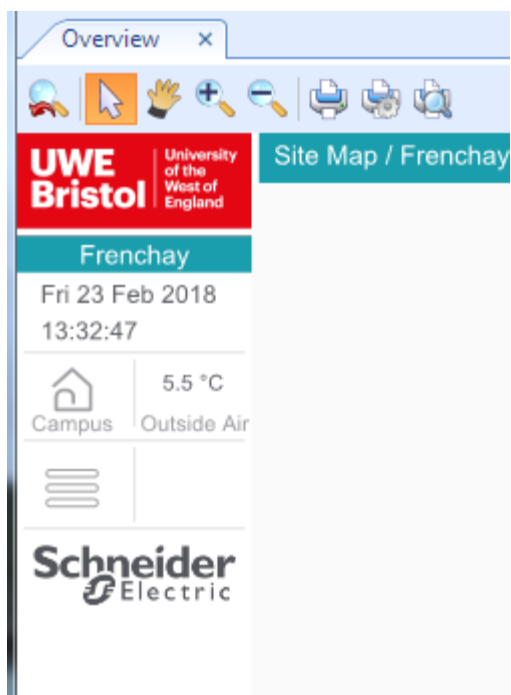 Overview
UWE
Bristol
University
of the
West of
England
Site Map / Frenchay
Frenchay
Fri 23 Feb 2018
13:32:47
5.5 °C
Campus
Outside Air
Schneider
Electric